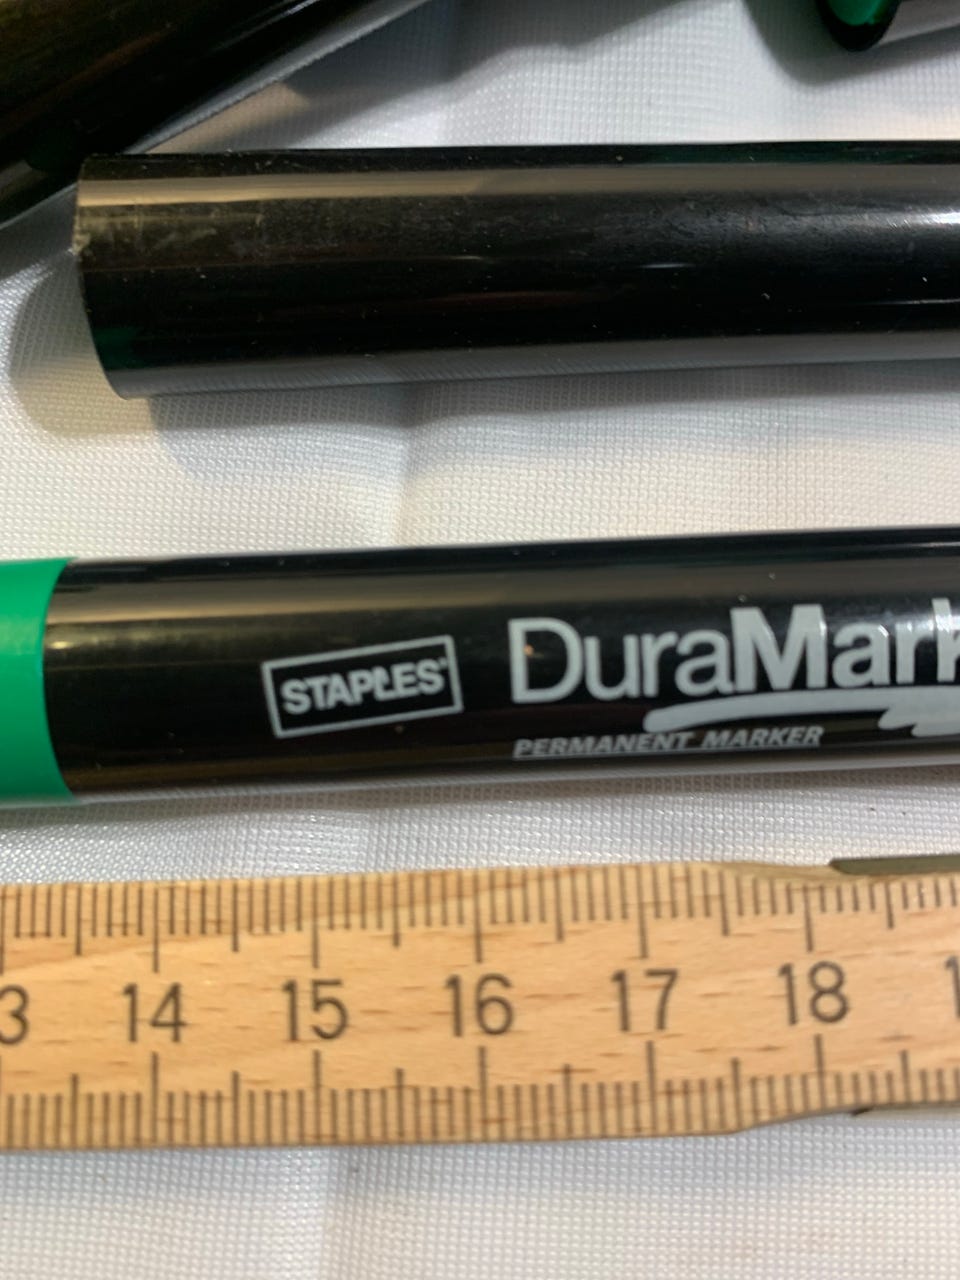 STAPLES
DuraMark
PERMANENT MARKER
14 15 16 17 18